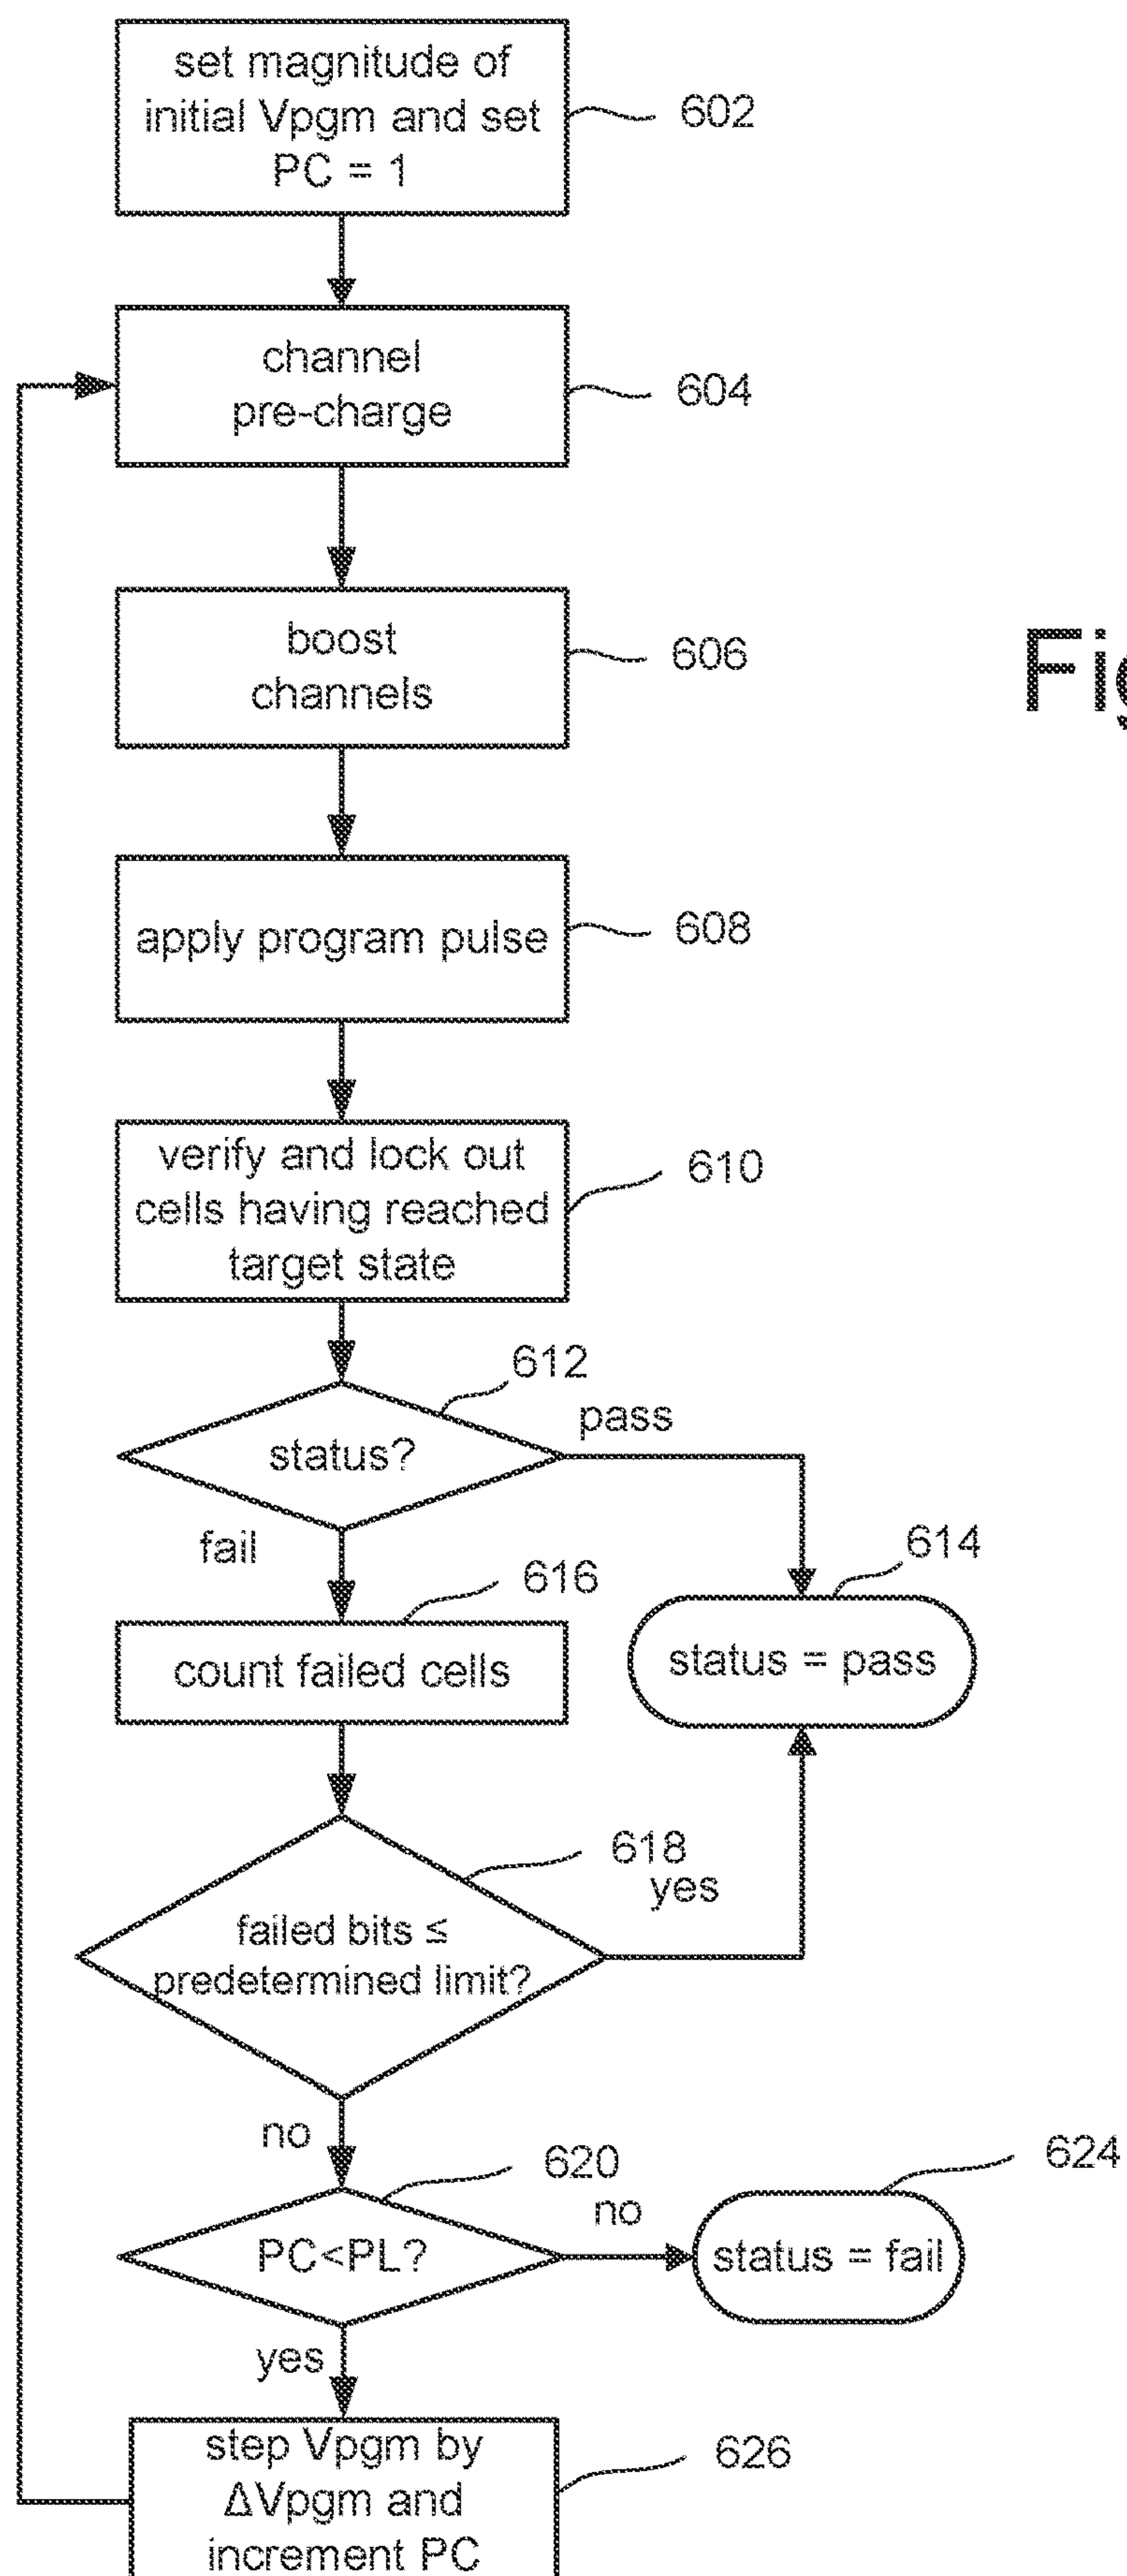 set magnitude of
initial Vpgm and set
PC = 1
602
channel
pre-charge
604
boost
channels
606
Fig
apply program pulse
608
verify and lock out
cells having reached
target state
610
612
status?
pass
fail
614
status = pass
616
count failed cells
618
yes
failed bits ≤
predetermined limit?
no
620
PC<PL?
no
624
status = fail
yes
step Vpgm by
ΔVpgm and
increment PC
626